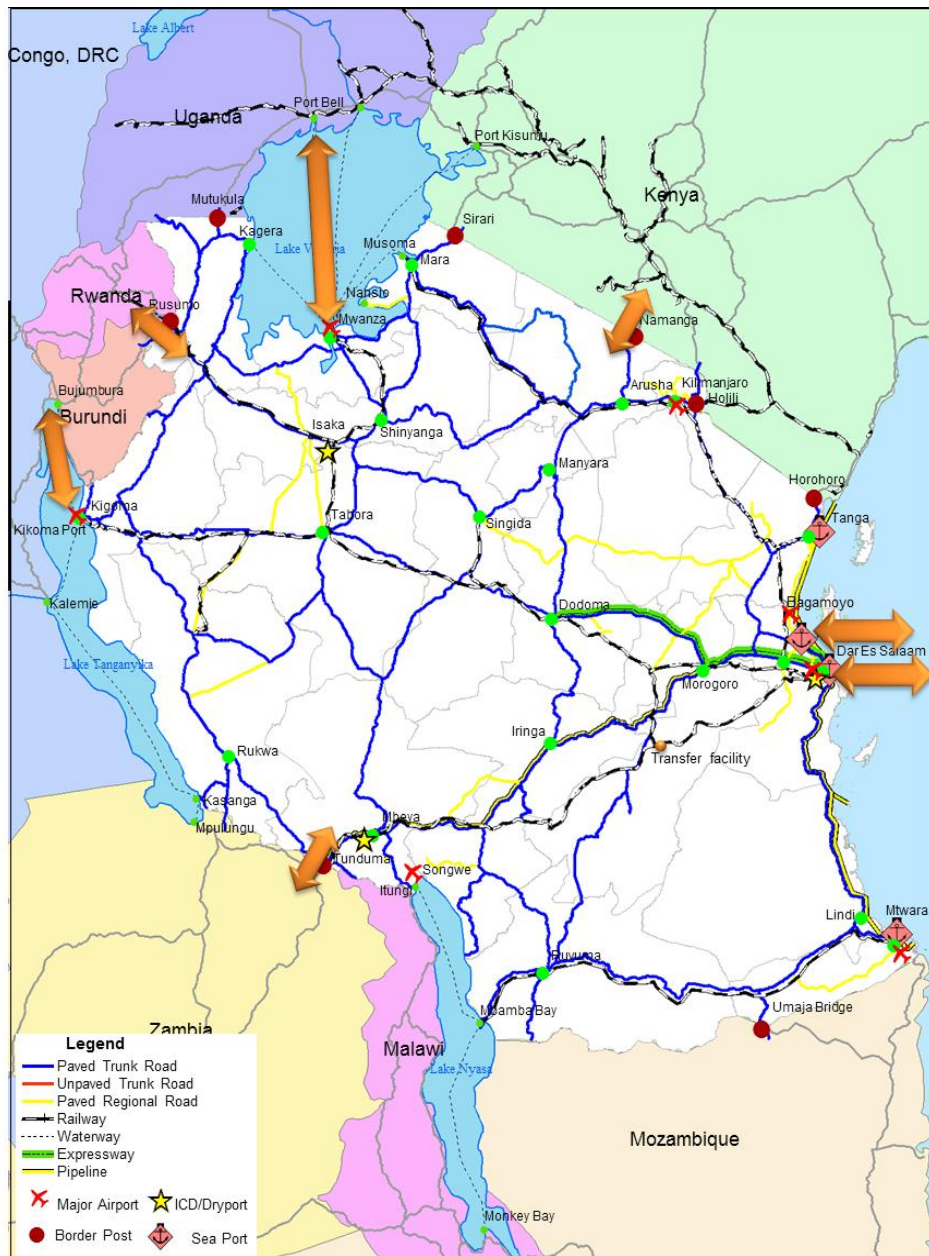 Lake Albert
Congo, DRC
Port Bell
Uganda
Port Kisumu
Kenya
Mutukula
Kagera
Sirari
Lake V
Musoma
Mara
Nansio
Rwanda
Rusumo
Mwanza
Namanga
Bujumbura
Burundi
Arusha
Kilimanjaro
Holili
Isaka
Shinyanga
Manyara
Horohoro
Kigoma
Kikoma Port
Tabora
Singida
Tanga
Kalemie
Bagamoyo
Dodoma
Dar Es Salaam
Lake Tanganyika
Morogoro
Iringa
Transfer facility
Rukwa
Kasanga
Mpulungu
Mbeya
Tunduma
Songwe
Itungi
Lindi
Mtwara
Ruvuma
Mbamba Bay
Umaja Bridge
Zambia
Malawi
Lake Nyasa
Mozambique
Monkey Bay
Legend
Paved Trunk Road
Unpaved Trunk Road
Paved Regional Road
Railway
Waterway
Expressway
Pipeline
Major Airport
ICD/Dryport
Border Post
Sea Port